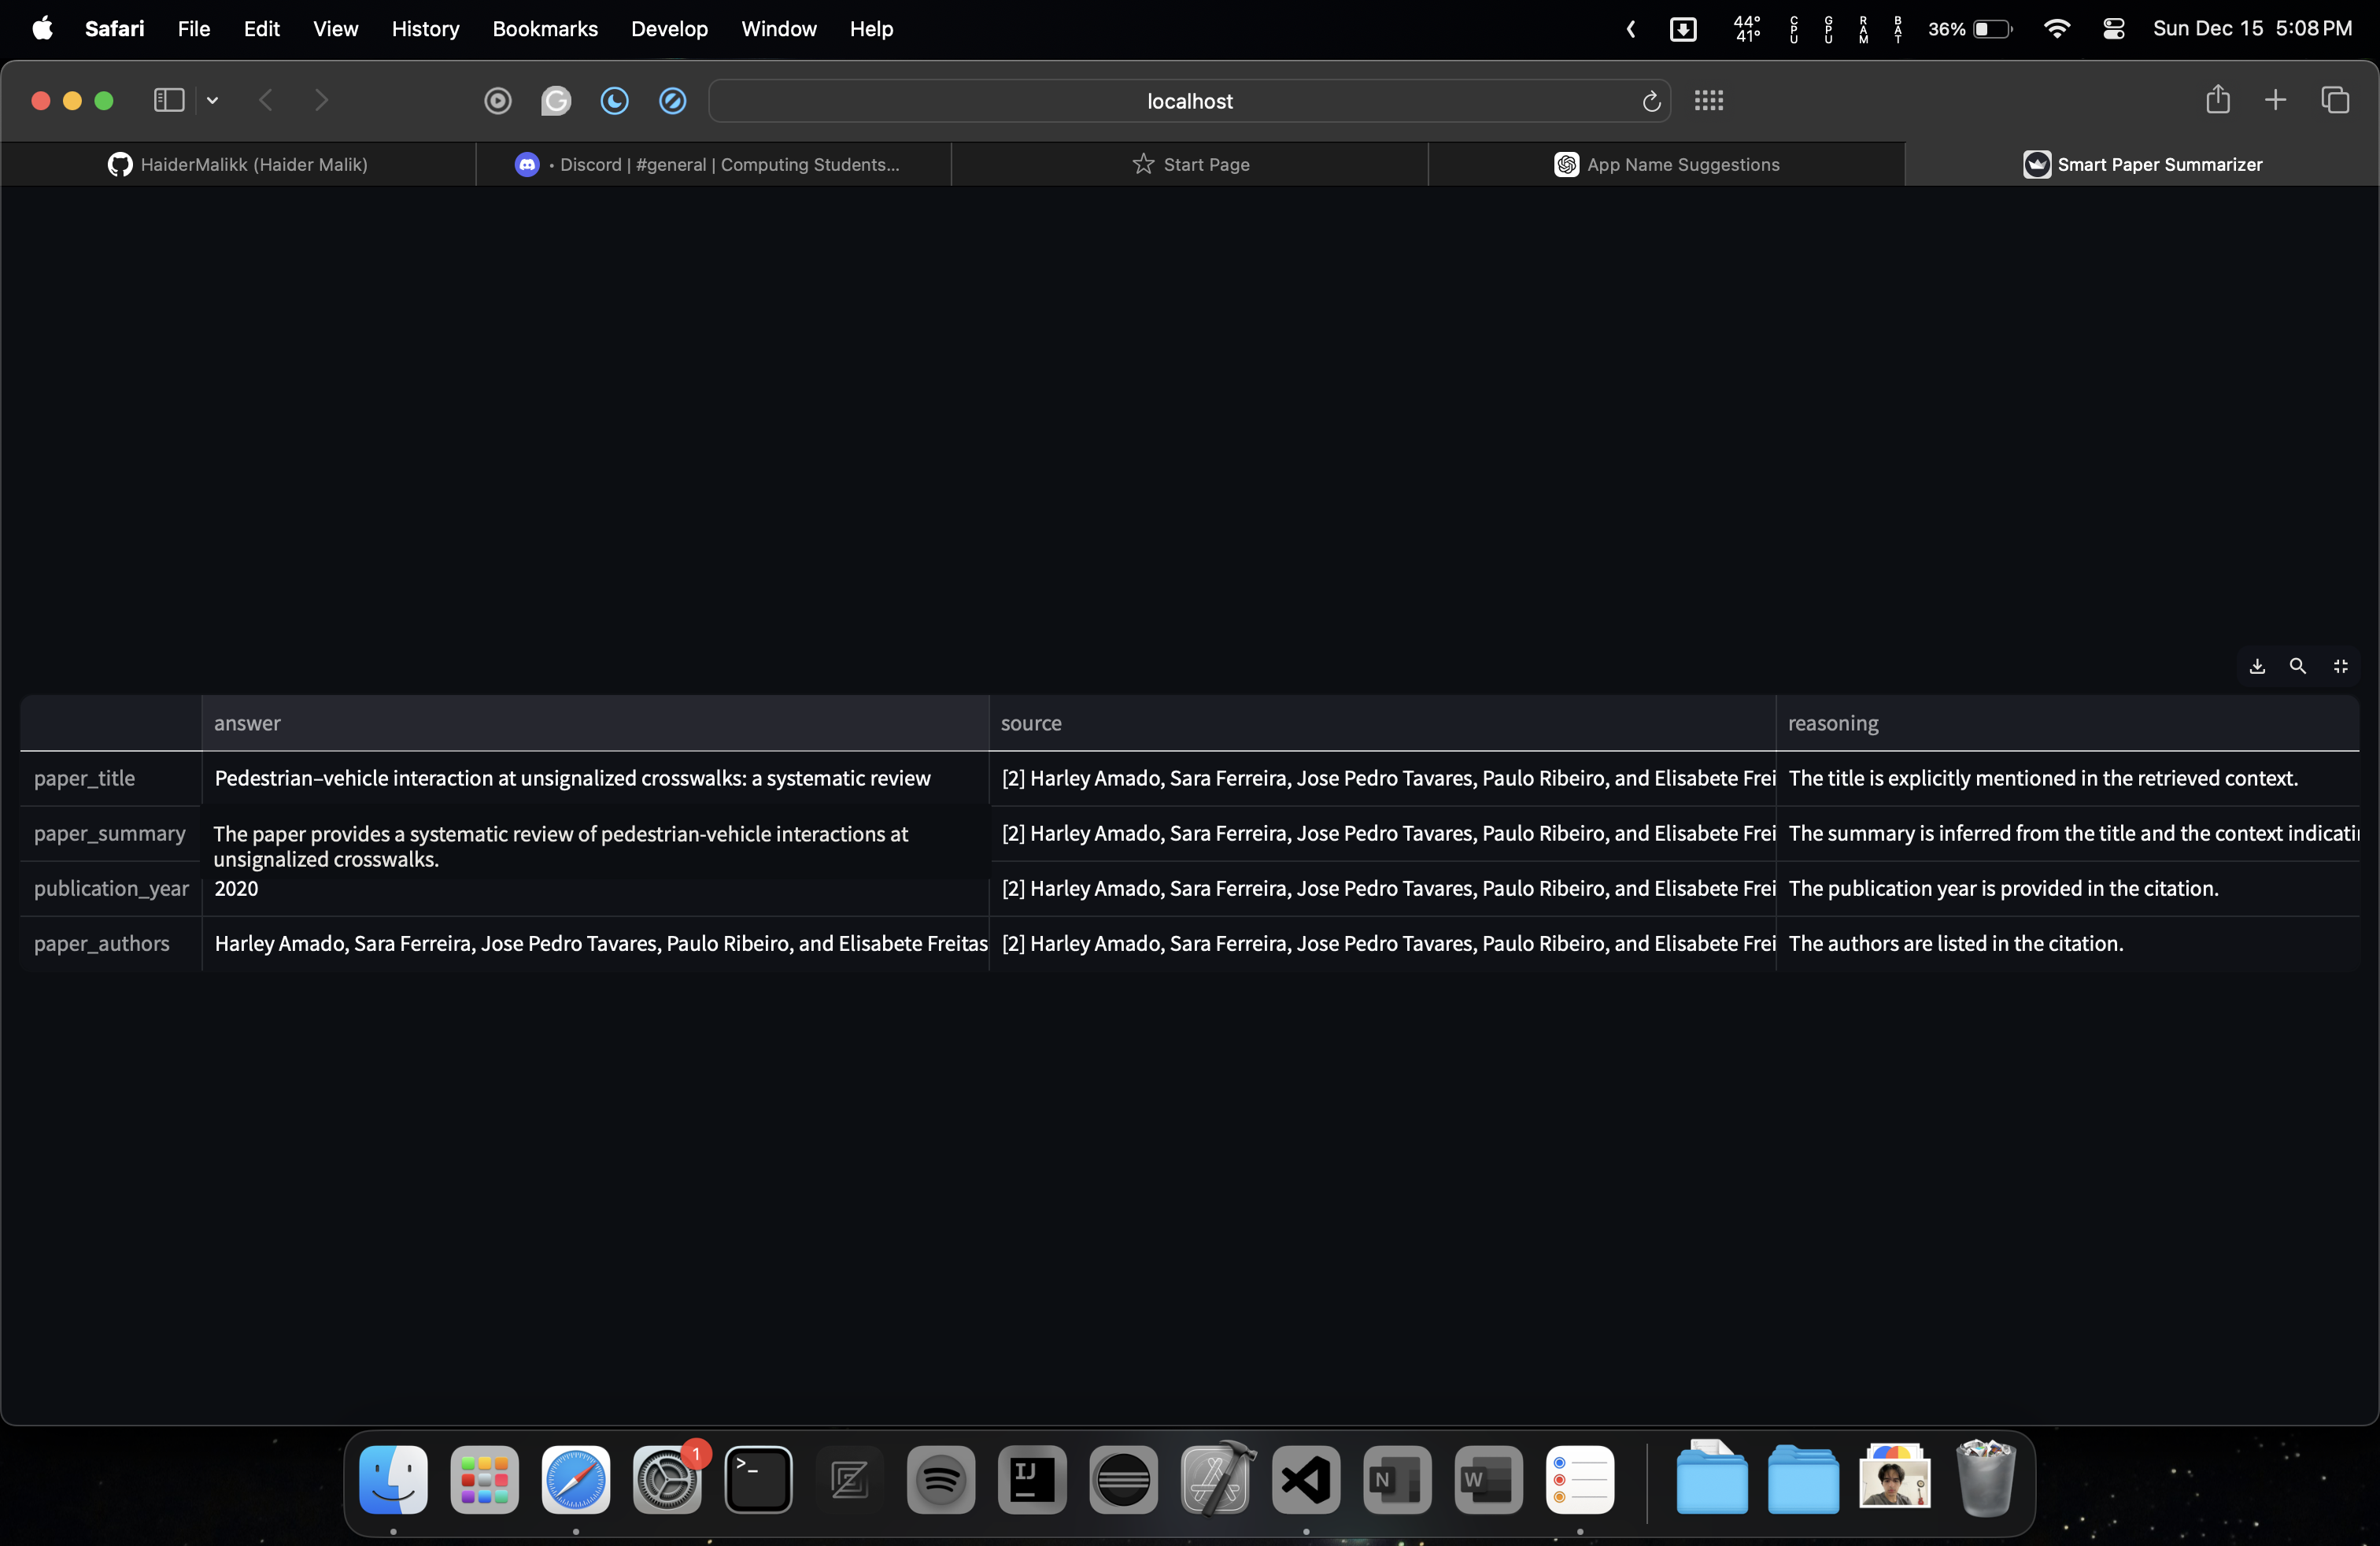 Safari File Edit View History Bookmarks Develop Window Help 44° 41° CPU GPU RAM BAT 36% Sun Dec 15 5:08 PM
localhost
HaiderMalikk (Haider Malik) • Discord | #general | Computing Students... Start Page App Name Suggestions Smart Paper Summarizer
answer source reasoning
paper_title Pedestrian–vehicle interaction at unsignalized crosswalks: a systematic review [2] Harley Amado, Sara Ferreira, Jose Pedro Tavares, Paulo Ribeiro, and Elisabete Frei The title is explicitly mentioned in the retrieved context.
paper_summary The paper provides a systematic review of pedestrian-vehicle interactions at [2] Harley Amado, Sara Ferreira, Jose Pedro Tavares, Paulo Ribeiro, and Elisabete Frei The summary is inferred from the title and the context indicatin
unsignalized crosswalks.
publication_year 2020 [2] Harley Amado, Sara Ferreira, Jose Pedro Tavares, Paulo Ribeiro, and Elisabete Frei The publication year is provided in the citation.
paper_authors Harley Amado, Sara Ferreira, Jose Pedro Tavares, Paulo Ribeiro, and Elisabete Freitas [2] Harley Amado, Sara Ferreira, Jose Pedro Tavares, Paulo Ribeiro, and Elisabete Frei The authors are listed in the citation.
1
>_
IJ
N
W